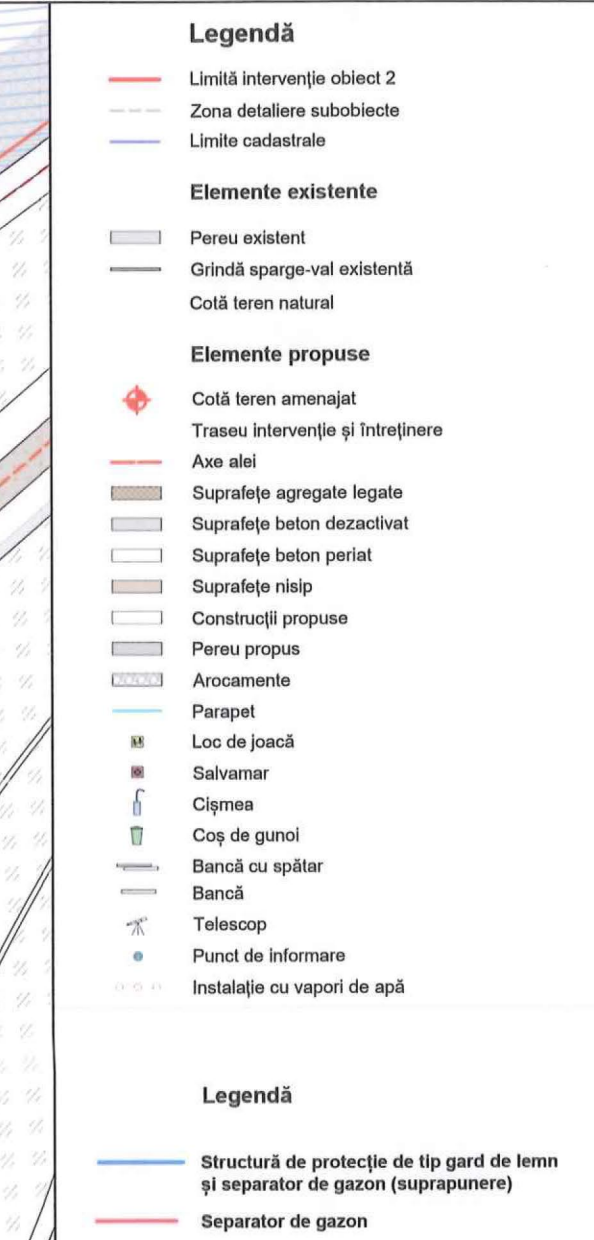 Legendă
Limită intervenție obiect 2
Zona detaliere subobiecte
Limite cadastrale
Elemente existente
Pereu existent
Grindă sparge-val existentă
Cotă teren natural
Elemente propuse
Cotă teren amenajat
Traseu intervenție și întreținere
Axe alei
Suprafețe agregate legate
Suprafețe beton dezactivat
Suprafețe beton periat
Suprafețe nisip
Construcții propuse
Pereu propus
Arocamente
Parapet
Loc de joacă
Salvamar
Cișmea
Coș de gunoi
Bancă cu spătar
Bancă
Telescop
Punct de informare
Instalație cu vapori de apă
Legendă
Structură de protecție de tip gard de lemn
și separator de gazon (suprapunere)
Separator de gazon